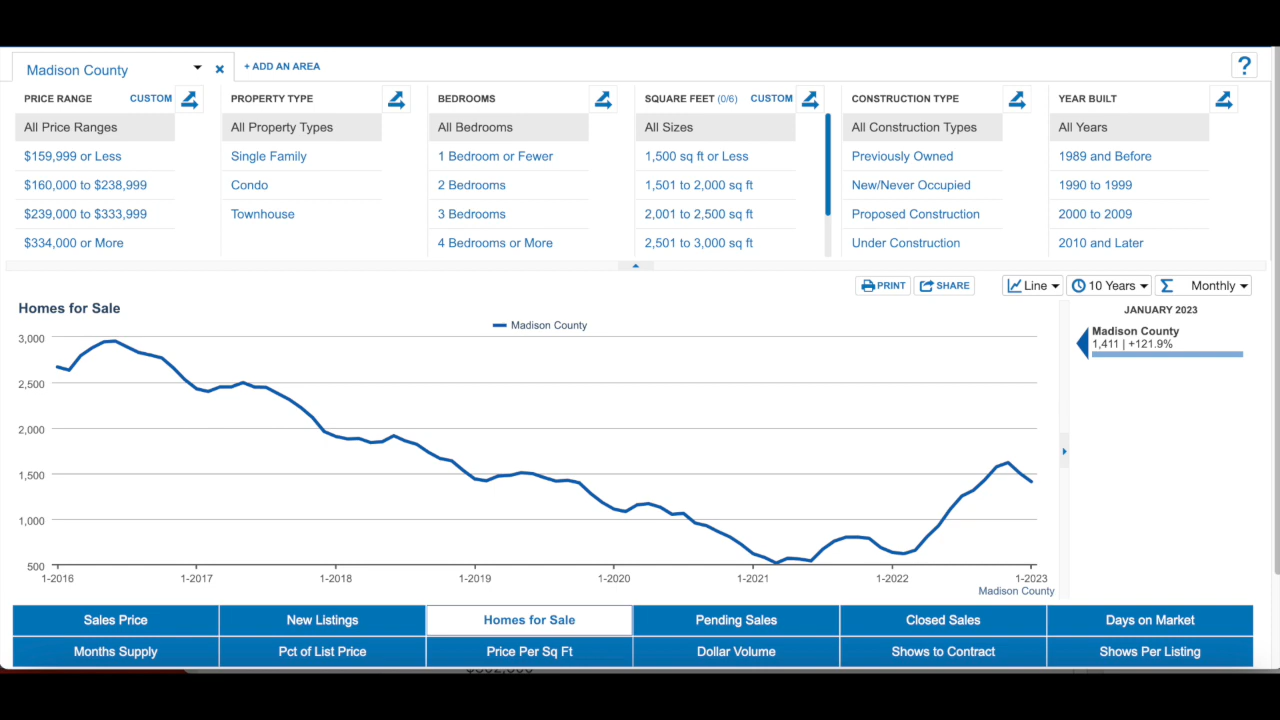 Madison County
+ ADD AN AREA
?
PRICE RANGE CUSTOM
All Price Ranges
$159,999 or Less
$160,000 to $238,999
$239,000 to $333,999
$334,000 or More
PROPERTY TYPE
All Property Types
Single Family
Condo
Townhouse
BEDROOMS
All Bedrooms
1 Bedroom or Fewer
2 Bedrooms
3 Bedrooms
4 Bedrooms or More
SQUARE FEET (0/6) CUSTOM
All Sizes
1,500 sq ft or Less
1,501 to 2,000 sq ft
2,001 to 2,500 sq ft
2,501 to 3,000 sq ft
CONSTRUCTION TYPE
All Construction Types
Previously Owned
New/Never Occupied
Proposed Construction
Under Construction
YEAR BUILT
All Years
1989 and Before
1990 to 1999
2000 to 2009
2010 and Later
PRINT SHARE Line 10 Years Σ Monthly
Homes for Sale
Madison County
3,000
2,500
2,000
1,500
1,000
500
1-2016 1-2017 1-2018 1-2019 1-2020 1-2021 1-2022 1-2023
Madison County
JANUARY 2023
Madison County
1,411 | +121.9%
Sales Price New Listings Homes for Sale Pending Sales Closed Sales Days on Market
Months Supply Pct of List Price Price Per Sq Ft Dollar Volume Shows to Contract Shows Per Listing